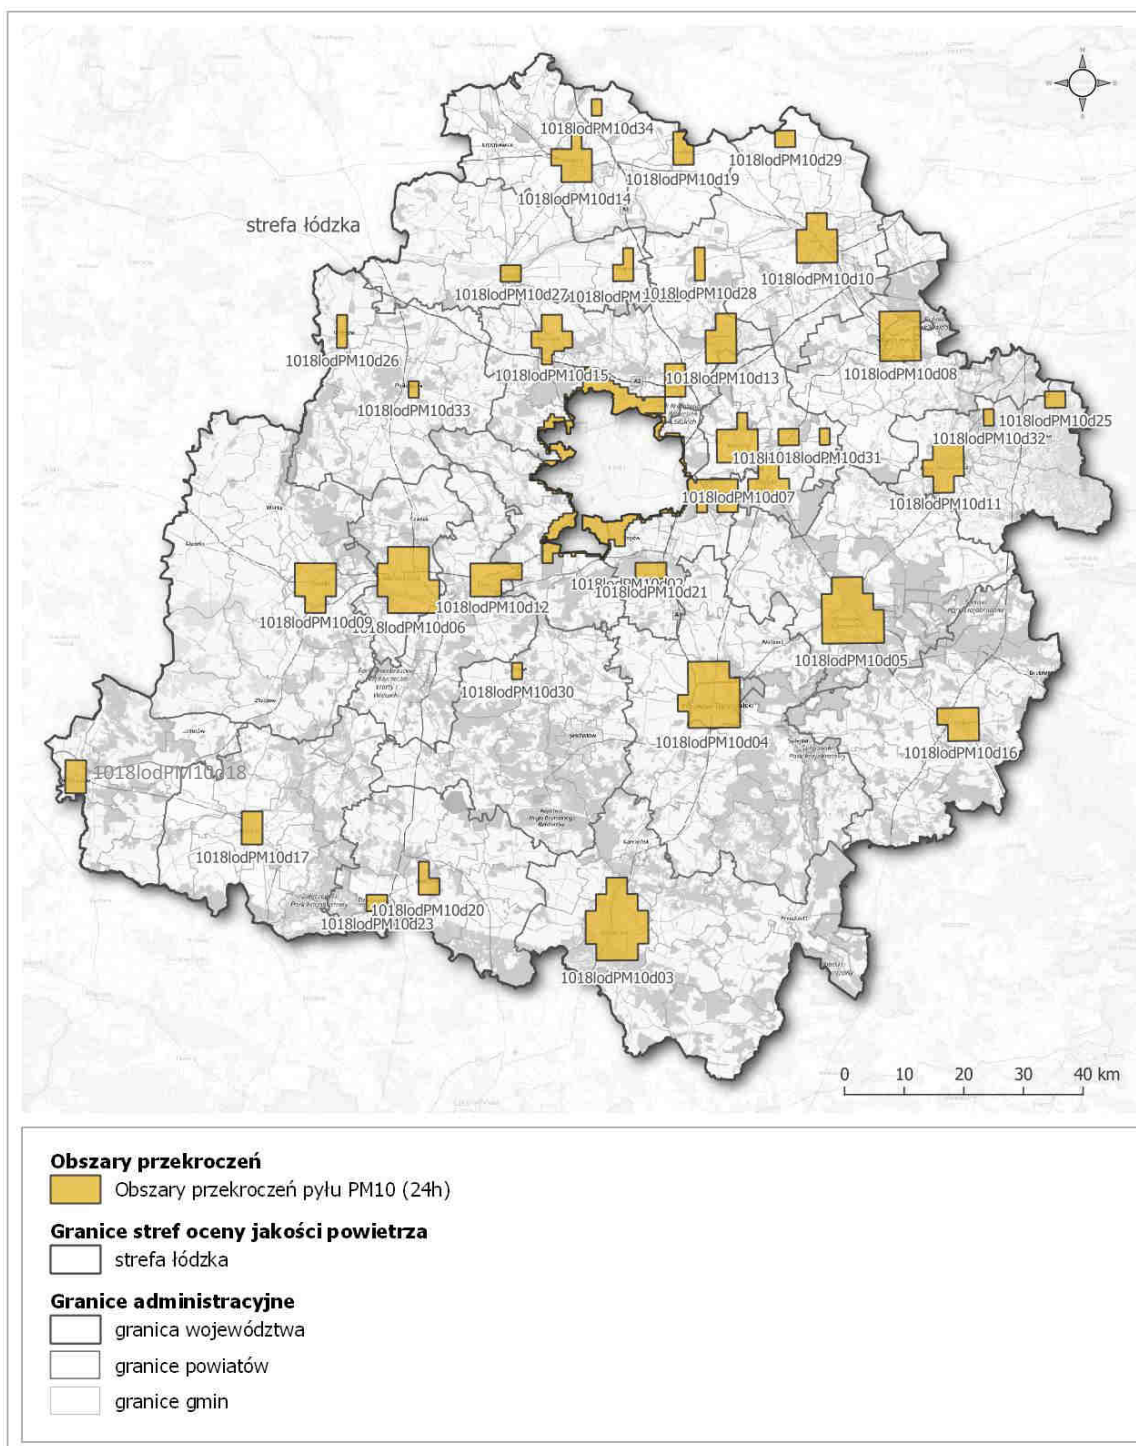 1018lodPM10d34
1018lodPM10d29
1018lodPM10d19
1018lodPM10d14
strefa łódzka
1018lodPM10d10
1018lodPM10d27
1018lodPM1
1018lodPM10d28
1018lodPM10d26
1018lodPM10d15
1018lodPM10d13
1018lodPM10d08
1018lodPM10d33
1018lodPM10d25
1018lodPM10d32
1018l
1018lodPM10d31
1018lodPM10d07
1018lodPM10d11
1018lodPM10d02
1018lodPM10d21
1018lodPM10d12
1018lodPM10d09
1018lodPM10d06
1018lodPM10d05
1018lodPM10d30
1018lodPM10d04
1018lodPM10d16
1018lodPM10d18
1018lodPM10d17
1018lodPM10d20
1018lodPM10d23
1018lodPM10d03
0 10 20 30 40 km
Obszary przekroczeń
Obszary przekroczeń pyłu PM10 (24h)
Granice stref oceny jakości powietrza
strefa łódzka
Granice administracyjne
granica województwa
granice powiatów
granice gmin